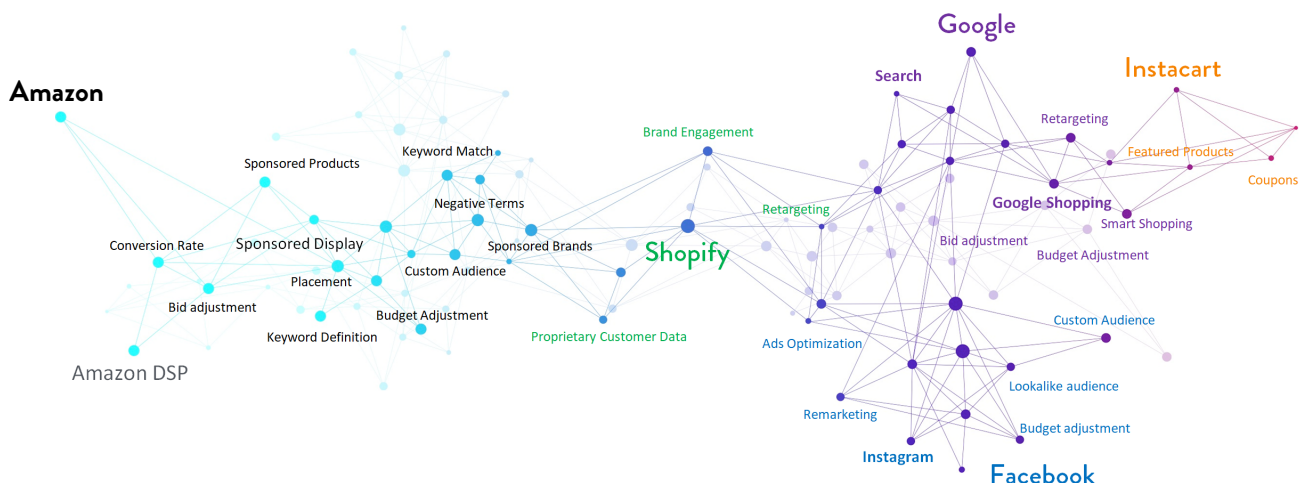 Google
Instacart
Search
Amazon
Retargeting
Brand Engagement
Keyword Match
Featured Products
Sponsored Products
Coupons
Negative Terms
Google Shopping
Retargeting
Smart Shopping
Conversion Rate
Sponsored Display
Sponsored Brands
Shopify
Bid adjustment
Budget Adjustment
Custom Audience
Placement
Bid adjustment
Budget Adjustment
Custom Audience
Keyword Definition
Proprietary Customer Data
Ads Optimization
Amazon DSP
Lookalike audience
Remarketing
Budget adjustment
Instagram
Facebook